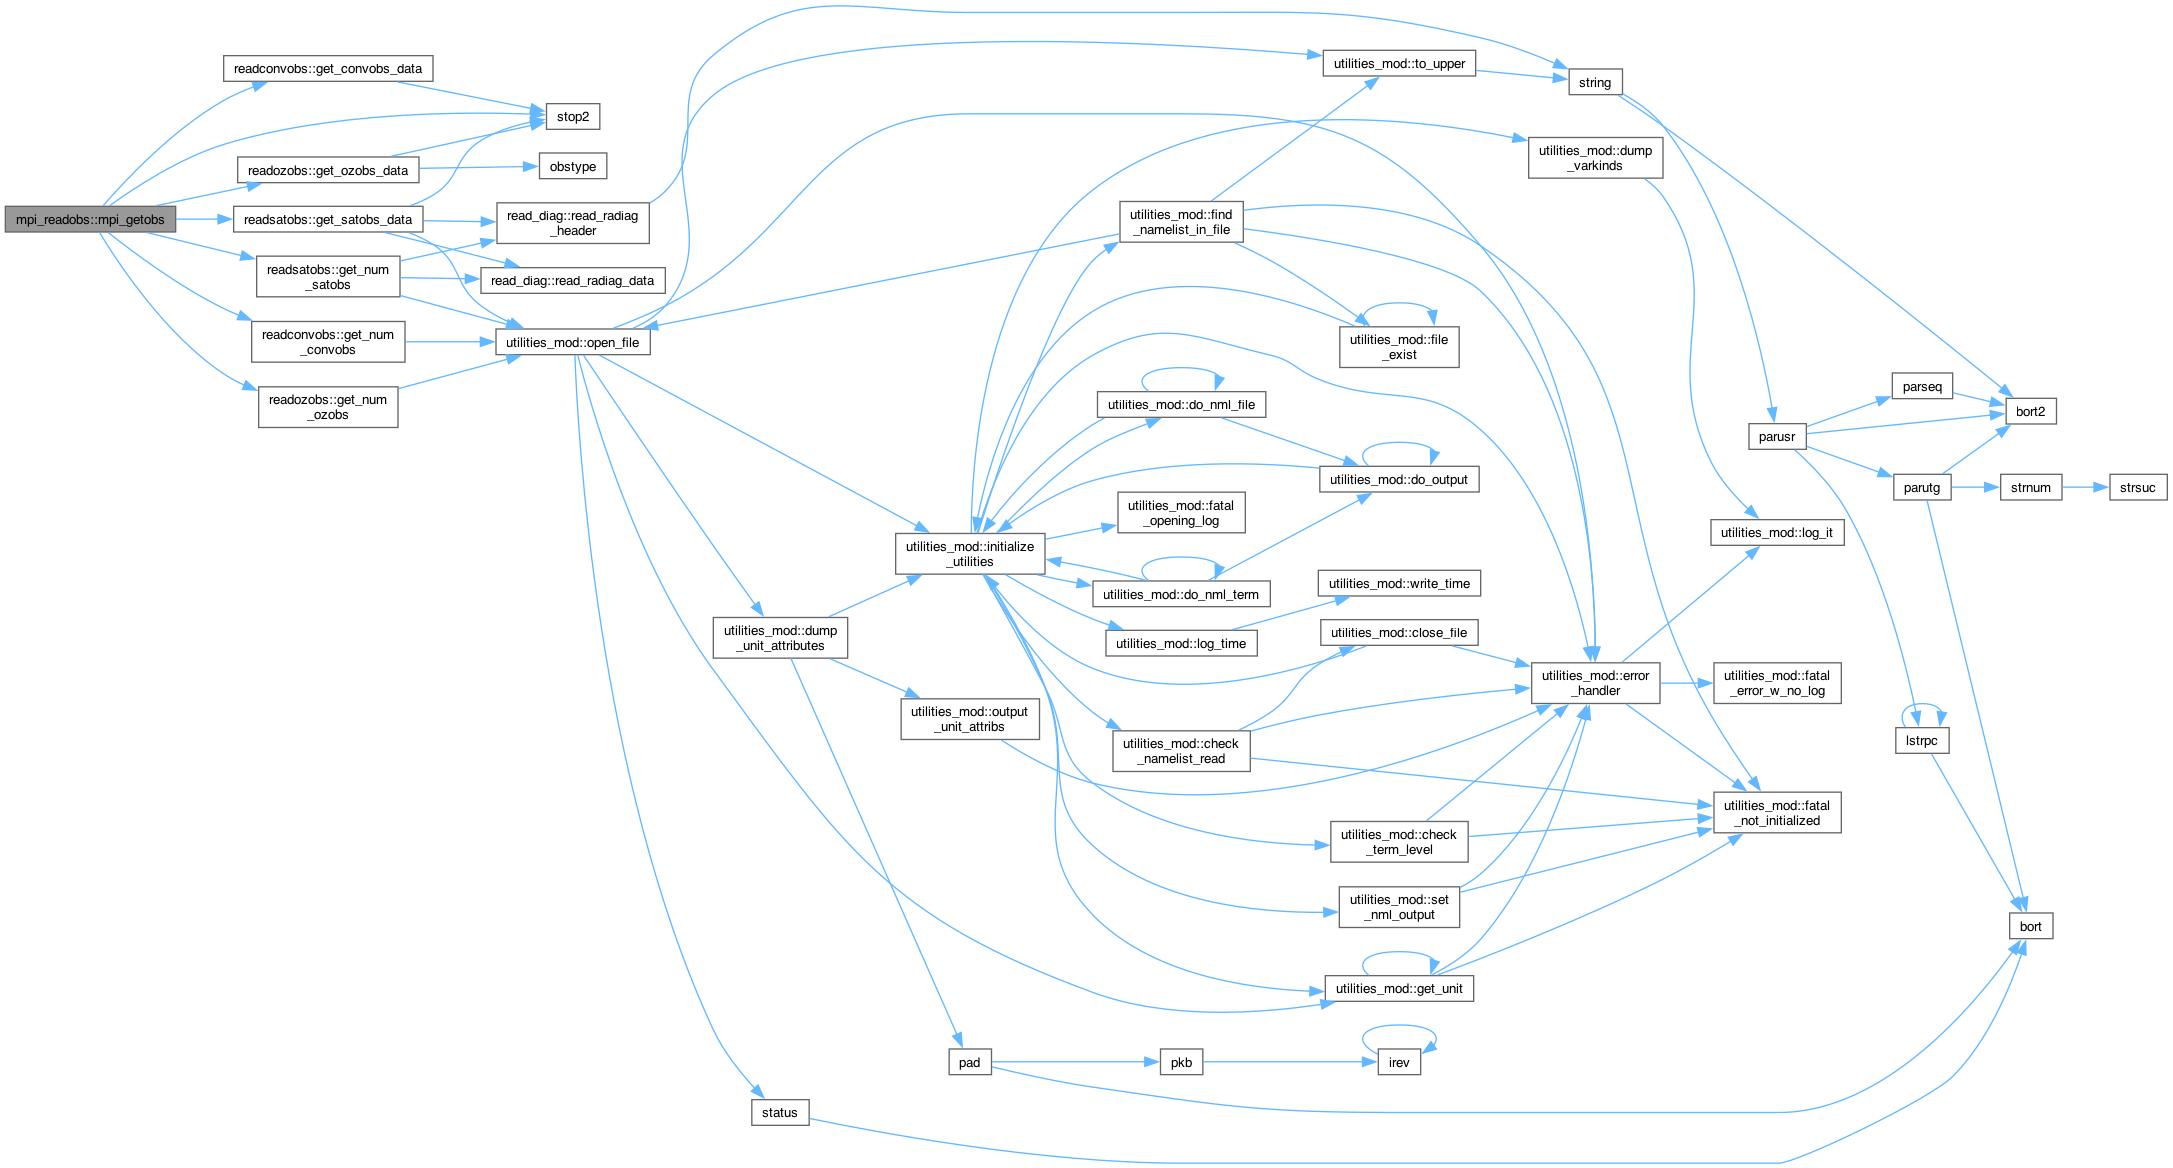 mpi_readobs::mpi_getobs
readconvobs::get_convobs_data
readozobs::get_ozobs_data
readsatobs::get_satobs_data
readsatobs::get_num
_satobs
readconvobs::get_num
_convobs
readozobs::get_num
_ozobs
stop2
obstype
read_diag::read_radiag
_header
read_diag::read_radiag_data
utilities_mod::open_file
utilities_mod::dump
_unit_attributes
status
utilities_mod::initialize
_utilities
utilities_mod::output
_unit_attribs
pad
utilities_mod::find
_namelist_in_file
utilities_mod::do_nml_file
utilities_mod::fatal
_opening_log
utilities_mod::do_nml_term
utilities_mod::log_time
utilities_mod::check
_namelist_read
pkb
utilities_mod::to_upper
utilities_mod::file
_exist
utilities_mod::do_output
utilities_mod::write_time
utilities_mod::close_file
utilities_mod::check
_term_level
utilities_mod::set
_nml_output
utilities_mod::get_unit
irev
string
utilities_mod::dump
_varkinds
utilities_mod::error
_handler
parusr
utilities_mod::log_it
utilities_mod::fatal
_error_w_no_log
utilities_mod::fatal
_not_initialized
parseq
parutg
lstrpc
bort2
strnum
bort
strsuc